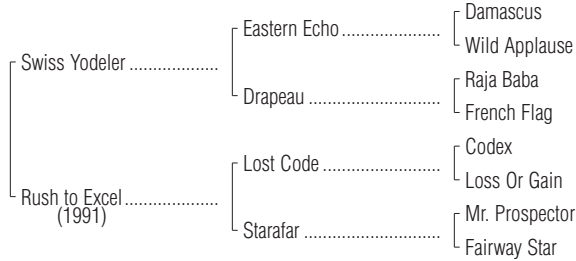 Damascus
Eastern Echo ...................
Wild Applause
Swiss Yodeler ...................
Raja Baba
Drapeau ..........................
French Flag
Codex
Lost Code .......................
Loss Or Gain
Rush to Excel ....................
(1991)
Mr. Prospector
Starafar ...........................
Fairway Star